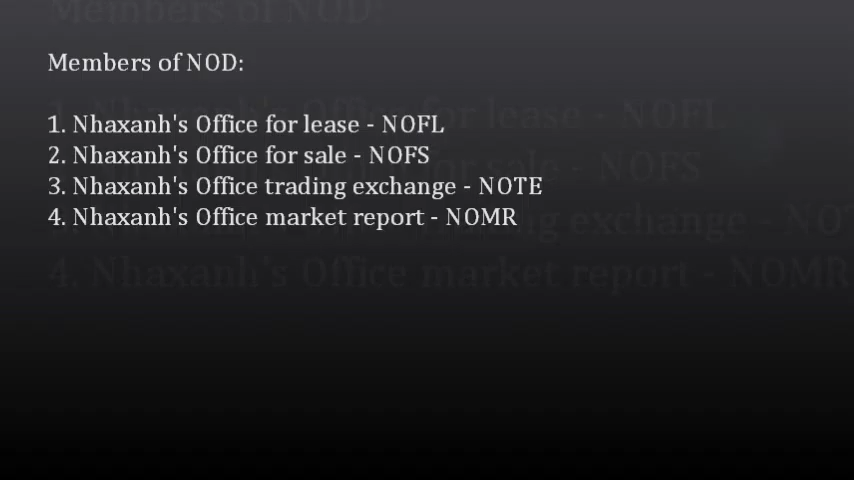 Members of NOD:
1. Nhaxanh's Office for lease - NOFL
2. Nhaxanh's Office for sale - NOFS
3. Nhaxanh's Office trading exchange - NOTE
4. Nhaxanh's Office market report - NOMR